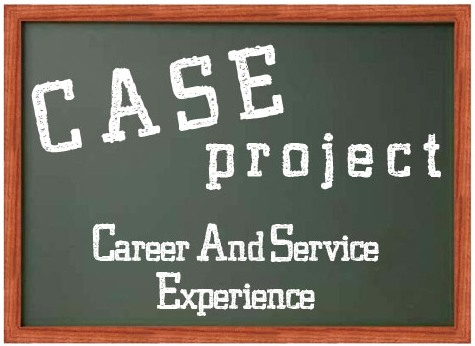 CASE
project
Career And Service
Experience